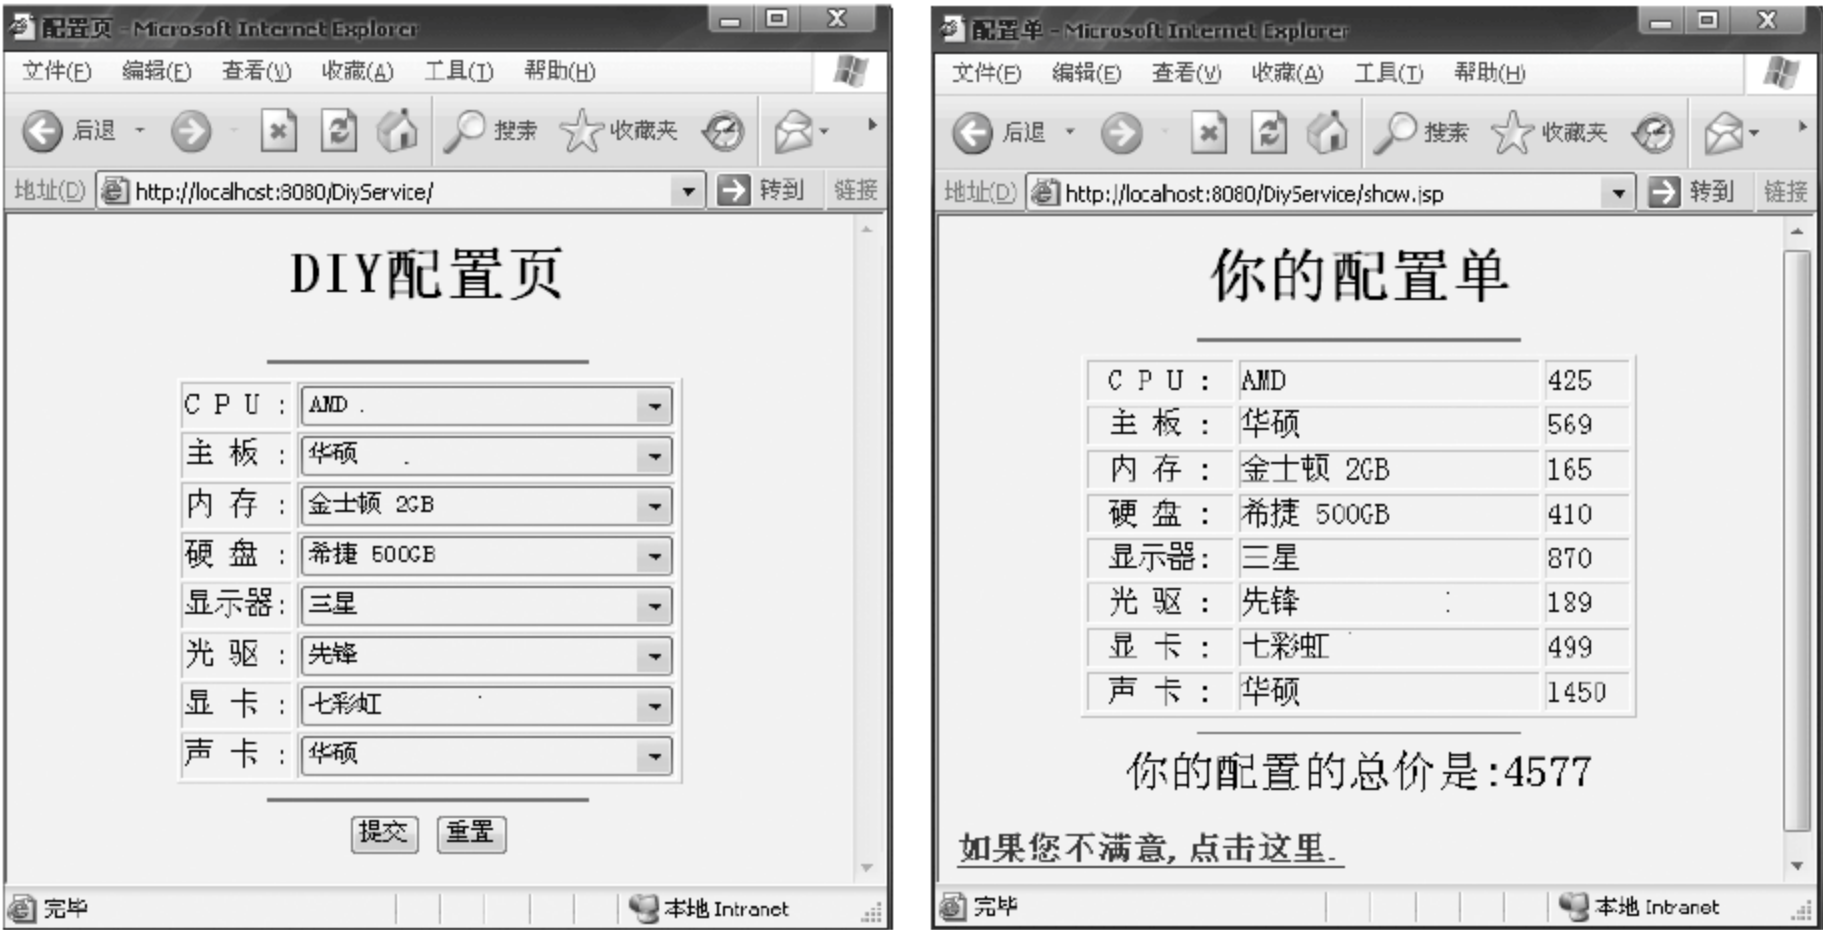 配置页 - Microsoft Internet Explorer
文件(F) 编辑(E) 查看(V) 收藏(A) 工具(T) 帮助(H)
后退 搜索 收藏夹
地址(D) http://localhost:8080/DiyService/ 转到 链接
DIY配置页
C P U : AMD
主 板 : 华硕
内 存 : 金士顿 2GB
硬 盘 : 希捷 500GB
显示器: 三星
光 驱 : 先锋
显 卡 : 七彩虹
声 卡 : 华硕
提交 重置
完毕 本地 Intranet
配置单 - Microsoft Internet Explorer
文件(F) 编辑(E) 查看(V) 收藏(A) 工具(T) 帮助(H)
后退 搜索 收藏夹
地址(D) http://localhost:8080/DiyService/show.jsp 转到 链接
你的配置单
C P U : AMD 425
主 板 : 华硕 569
内 存 : 金士顿 2GB 165
硬 盘 : 希捷 500GB 410
显示器: 三星 870
光 驱 : 先锋 189
显 卡 : 七彩虹 499
声 卡 : 华硕 1450
你的配置的总价是:4577
如果您不满意,点击这里.
完毕 本地 Intranet